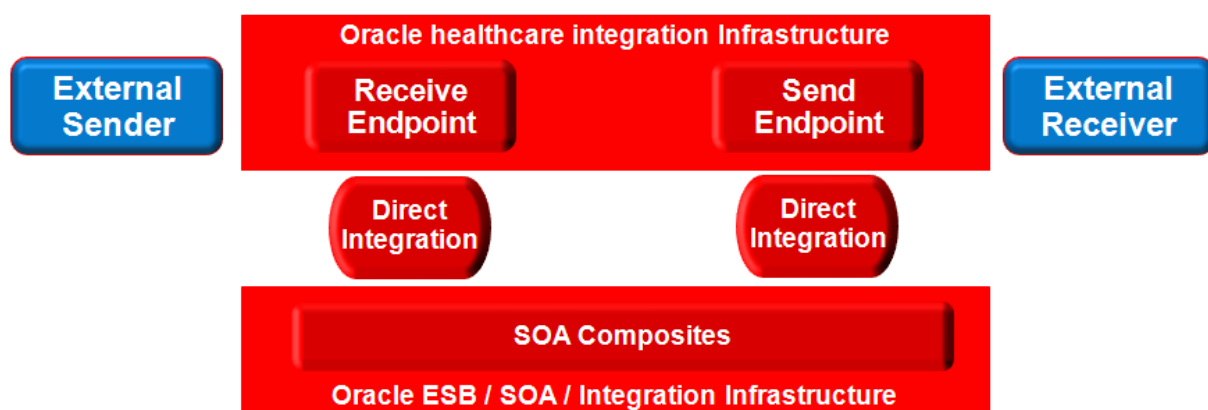 Oracle healthcare integration Infrastructure
External
Sender
Receive
Endpoint
Send
Endpoint
External
Receiver
Direct
Integration
Direct
Integration
SOA Composites
Oracle ESB / SOA / Integration Infrastructure